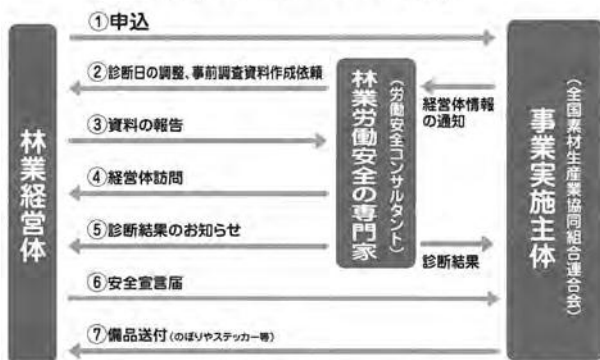 ①申込
②診断日の調整、事前調査資料作成依頼
③資料の報告
④経営体訪問
⑤診断結果のお知らせ
⑥安全宣言届
⑦備品送付(のぼりやステッカー等)
林業経営体
林業労働安全の専門家
(労働安全コンサルタント)
経営体情報
の通知
診断結果
事業実施主体
(全国素材生産業協同組合連合会)